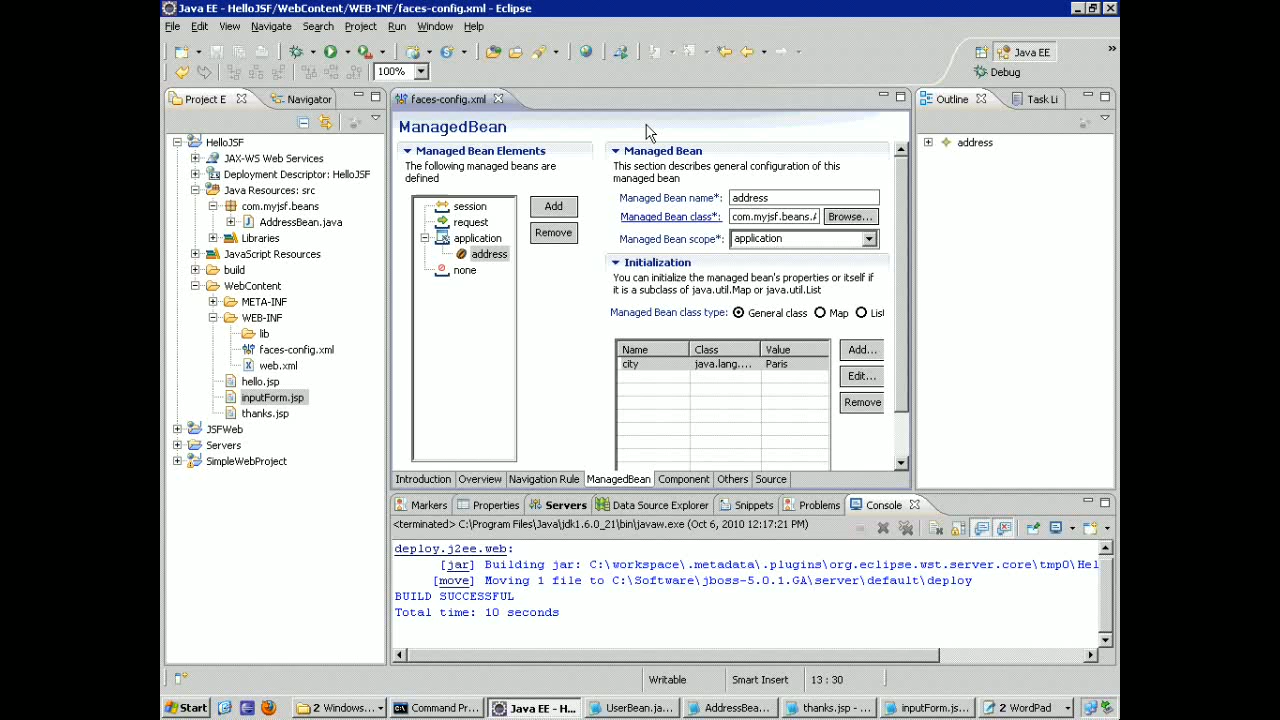 Java EE - HelloJSF/WebContent/WEB-INF/faces-config.xml - Eclipse
File Edit View Navigate Search Project Run Window Help
Java EE
100%
Debug
Project E
Navigator
faces-config.xml
Outline
Task Li
HelloJSF
JAX-WS Web Services
Deployment Descriptor: HelloJSF
Java Resources: src
com.myjsf.beans
AddressBean.java
Libraries
JavaScript Resources
build
WebContent
META-INF
WEB-INF
lib
faces-config.xml
web.xml
hello.jsp
inputForm.jsp
thanks.jsp
JSFWeb
Servers
SimpleWebProject
ManagedBean
Managed Bean Elements
The following managed beans are
defined
session
request
application
address
none
Add
Remove
Managed Bean
This section describes general configuration of this
managed bean
Managed Bean name*: address
Managed Bean class*: com.myjsf.beans.A Browse...
Managed Bean scope*: application
Initialization
You can initialize the managed bean's properties or itself if
it is a subclass of java.util.Map or java.util.List
Managed Bean class type: General class Map List
Name Class Value
city java.lang.... Paris
Add...
Edit...
Remove
Introduction Overview Navigation Rule ManagedBean Component Others Source
address
Markers Properties Servers Data Source Explorer Snippets Problems Console
<terminated> C:\Program Files\Java\jdk1.6.0_21\bin\javaw.exe (Oct 6, 2010 12:17:21 PM)
deploy.j2ee.web:
[jar] Building jar: C:\workspace\.metadata\.plugins\org.eclipse.wst.server.core\tmp0\Hel
[move] Moving 1 file to C:\Software\jboss-5.0.1.GA\server\default\deploy
BUILD SUCCESSFUL
Total time: 10 seconds
Writable Smart Insert 13 : 30
Start 2 Windows... Command Pr... Java EE - H... UserBean.ja... AddressBea... thanks.jsp - ... inputForm.js... 2 WordPad